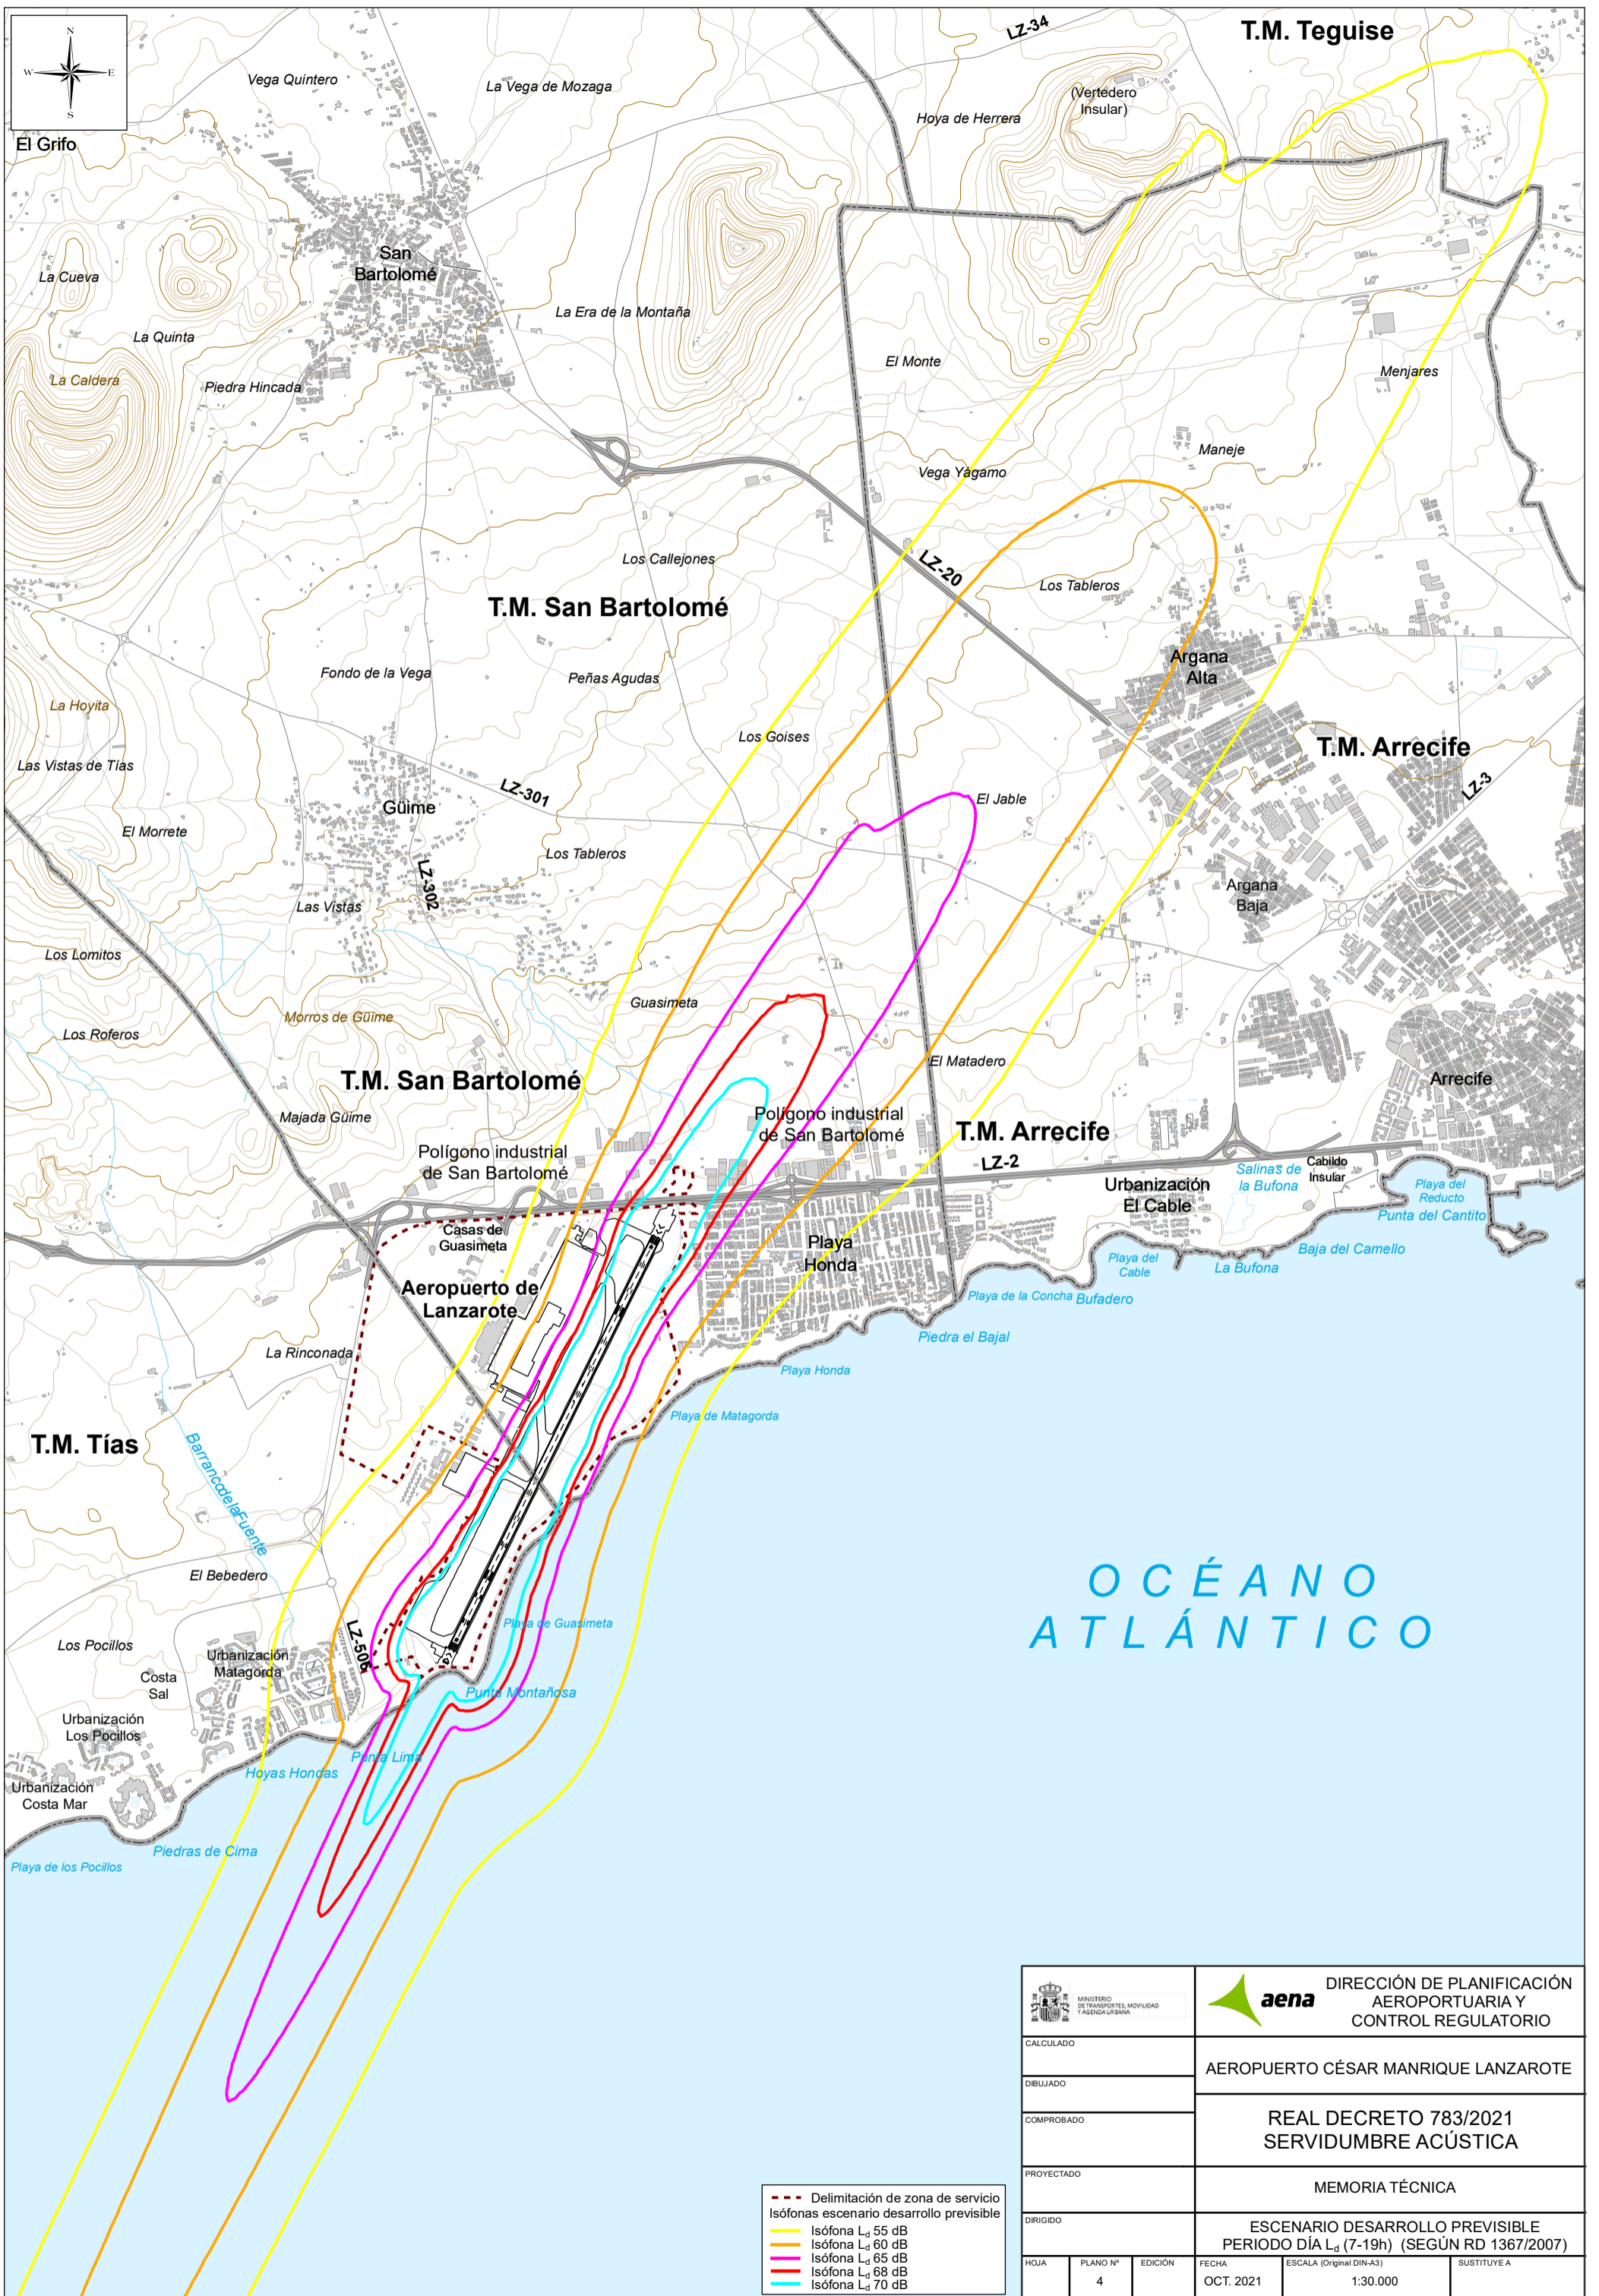 N
W
E
S
T.M. Teguise
LZ-34
Vega Quintero
La Vega de Mozaga
(Vertedero
Insular)
Hoya de Herrera
El Grifo
San
Bartolomé
La Cueva
La Era de la Montaña
La Quinta
El Monte
Menjares
La Caldera
Piedra Hincada
Maneje
Vega Yágamo
Los Callejones
LZ-20
Los Tableros
T.M. San Bartolomé
Argana
Alta
Fondo de la Vega
Peñas Agudas
La Hoyita
Los Goises
T.M. Arrecife
Las Vistas de Tías
LZ-3
LZ-301
Güime
El Jable
El Morrete
Los Tableros
LZ-302
Argana
Baja
Las Vistas
Los Lomitos
Guasimeta
Morros de Güime
Los Roferos
El Matadero
T.M. San Bartolomé
Arrecife
Majada Güime
Polígono industrial
de San Bartolomé
T.M. Arrecife
Polígono industrial
de San Bartolomé
LZ-2
Salinas de
la Bufona
Cabildo
Insular
Urbanización
El Cable
Playa del
Reducto
Punta del Cantito
Casas de
Guasimeta
Playa
Honda
Baja del Camello
Playa del
Cable
La Bufona
Aeropuerto de
Lanzarote
Playa de la Concha
Bufadero
Piedra el Bajal
La Rinconada
Playa Honda
Playa de Matagorda
T.M. Tías
Barranco de la Fuente
El Bebedero
OCÉANO
ATLÁNTICO
Playa de Guasimeta
LZ-506
Los Pocillos
Urbanización
Matagorda
Costa
Sal
Punta Montañosa
Urbanización
Los Pocillos
Punta Lima
Hoyas Hondas
Urbanización
Costa Mar
Piedras de Cima
Playa de los Pocillos
MINISTERIO
DE TRANSPORTES, MOVILIDAD
Y AGENDA URBANA
aena
DIRECCIÓN DE PLANIFICACIÓN
AEROPORTUARIA Y
CONTROL REGULATORIO
CALCULADO
AEROPUERTO CÉSAR MANRIQUE LANZAROTE
DIBUJADO
COMPROBADO
REAL DECRETO 783/2021
SERVIDUMBRE ACÚSTICA
PROYECTADO
MEMORIA TÉCNICA
DIRIGIDO
ESCENARIO DESARROLLO PREVISIBLE
PERIODO DÍA Ld (7-19h) (SEGÚN RD 1367/2007)
HOJA
PLANO Nº
4
EDICIÓN
FECHA
OCT. 2021
ESCALA (Original DIN-A3)
1:30.000
SUSTITUYE A
Delimitación de zona de servicio
Isófonas escenario desarrollo previsible
Isófona Ld 55 dB
Isófona Ld 60 dB
Isófona Ld 65 dB
Isófona Ld 68 dB
Isófona Ld 70 dB